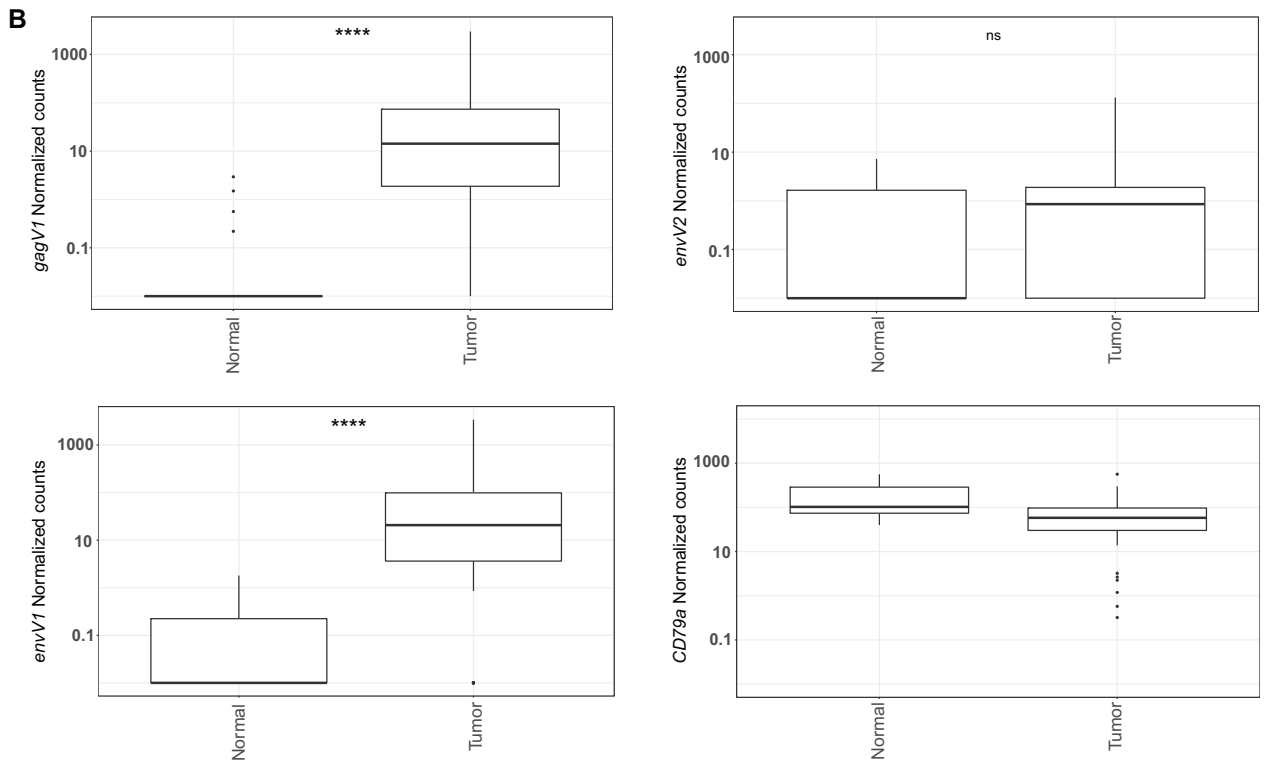 B
gagV1 Normalized counts
1000
10
0.1
****
Normal
Tumor
envV2 Normalized counts
1000
10
0.1
ns
Normal
Tumor
envV1 Normalized counts
1000
10
0.1
****
Normal
Tumor
CD79a Normalized counts
1000
10
0.1
Normal
Tumor